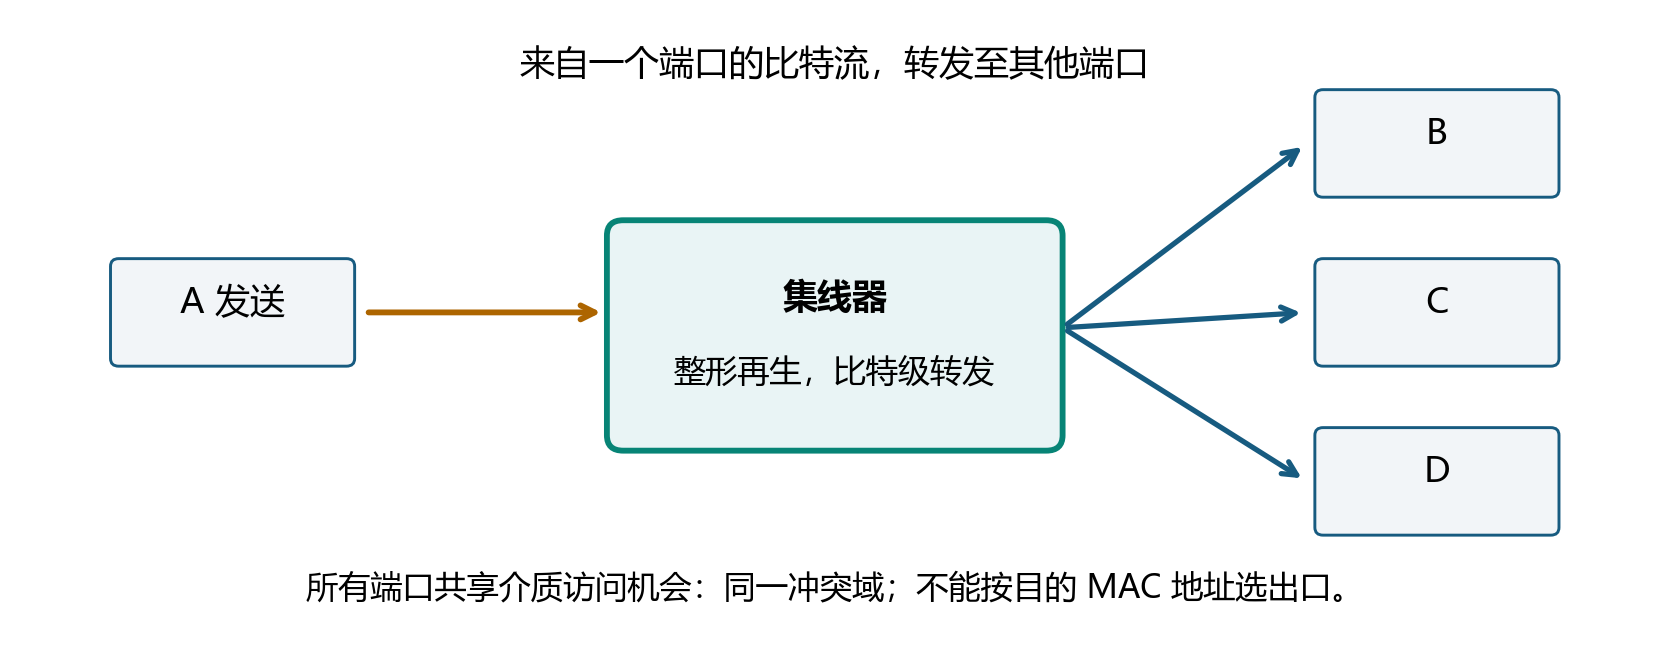 来自一个端口的比特流，转发至其他端口
B
A 发送
集线器
C
整形再生，比特级转发
D
所有端口共享介质访问机会：同一冲突域；不能按目的 MAC 地址选出口。